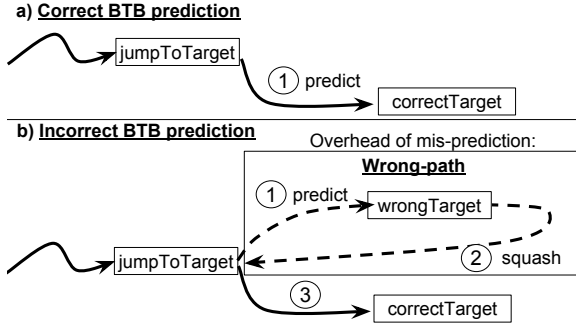 a) Correct BTB prediction
jumpToTarget
1 predict
correctTarget
b) Incorrect BTB prediction
Overhead of mis-prediction:
Wrong-path
1 predict
wrongTarget
jumpToTarget
2 squash
3
correctTarget